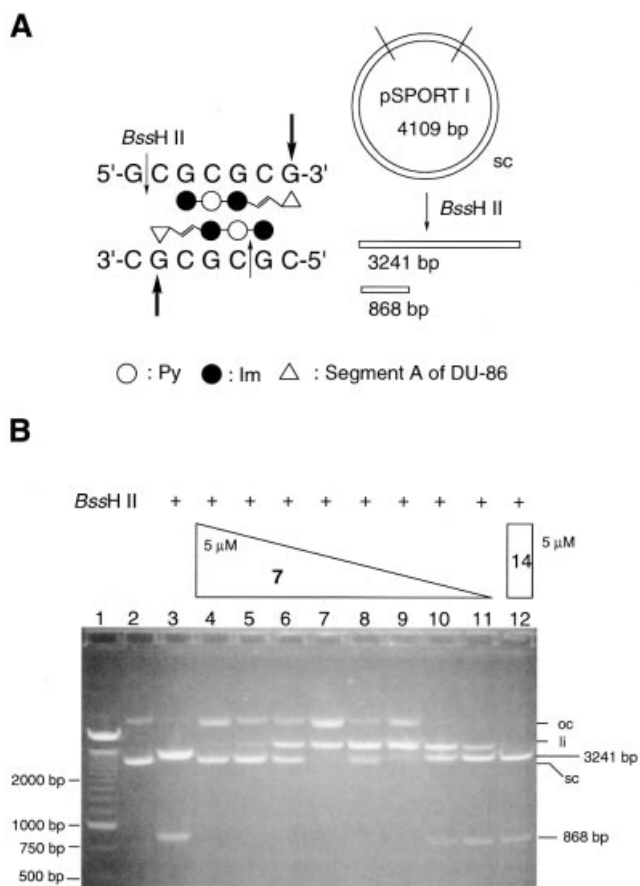 A
BssH II
5'-G C G C G C G-3'
3'-C G C G C G C-5'
pSPORT I
4109 bp
sc
BssH II
3241 bp
868 bp
: Py : Im : Segment A of DU-86
B
BssH II + + + + + + + + + +
5 μM 7 14 5 μM
1 2 3 4 5 6 7 8 9 10 11 12
oc
li
3241 bp
sc
2000 bp
1000 bp
868 bp
750 bp
500 bp